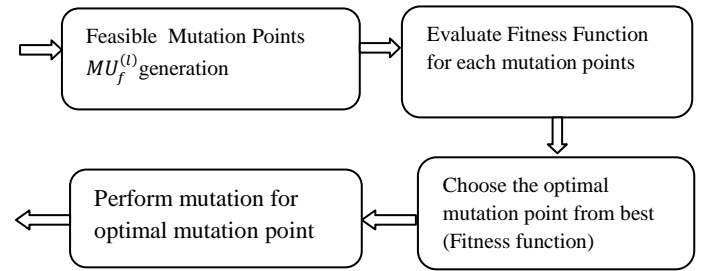 Feasible Mutation Points
𝑀𝑈_𝑓^(𝑙) generation
Evaluate Fitness Function
for each mutation points
Choose the optimal
mutation point from best
(Fitness function)
Perform mutation for
optimal mutation point